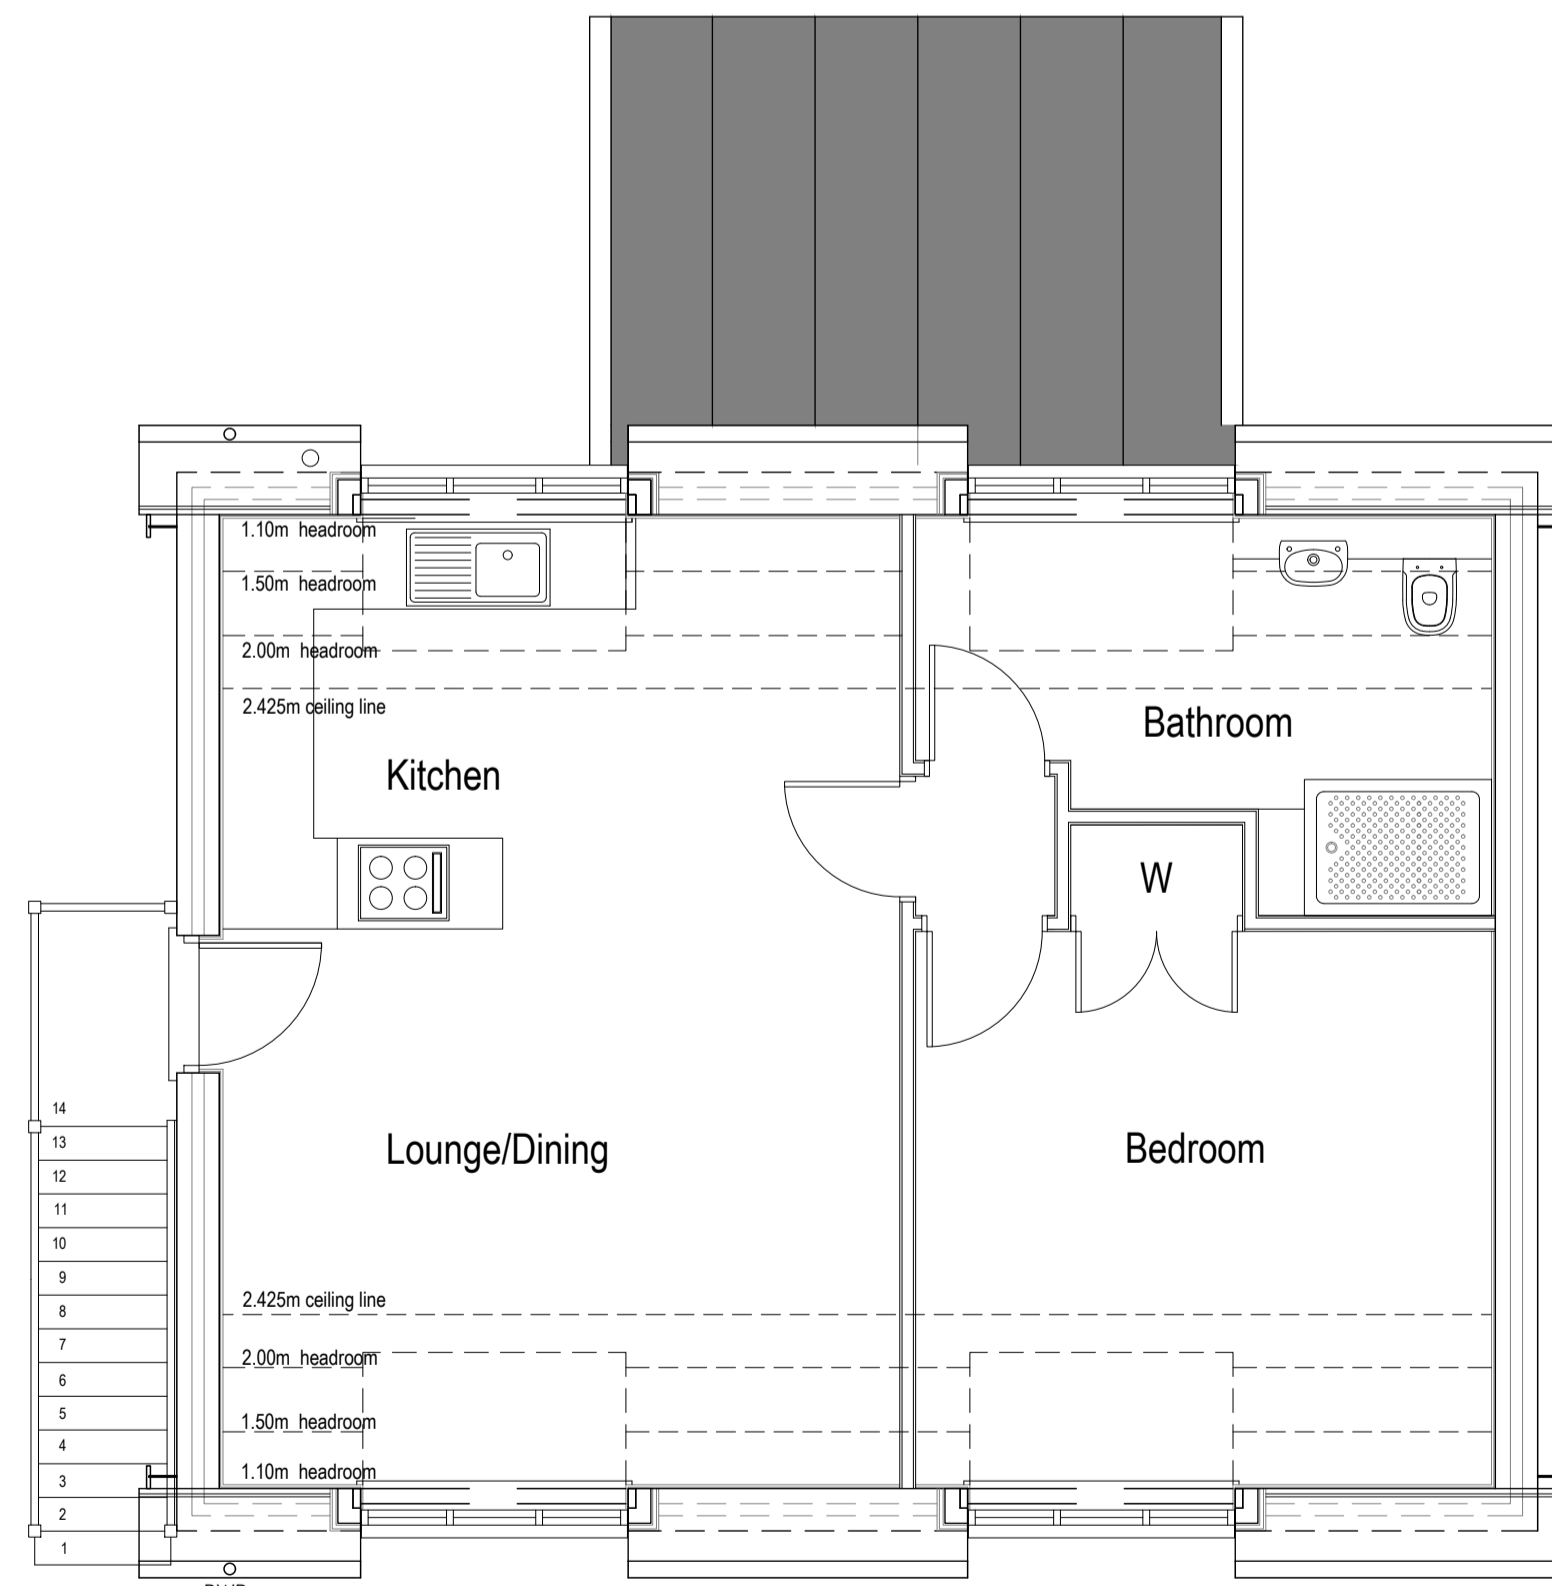 1.10m headroom
1.50m headroom
2.00m headroom
2.425m ceiling line
Kitchen
Bathroom
W
Lounge/Dining
Bedroom
14
13
12
11
10
9
8
7
6
5
4
3
2
1
2.425m ceiling line
2.00m headroom
1.50m headroom
1.10m headroom